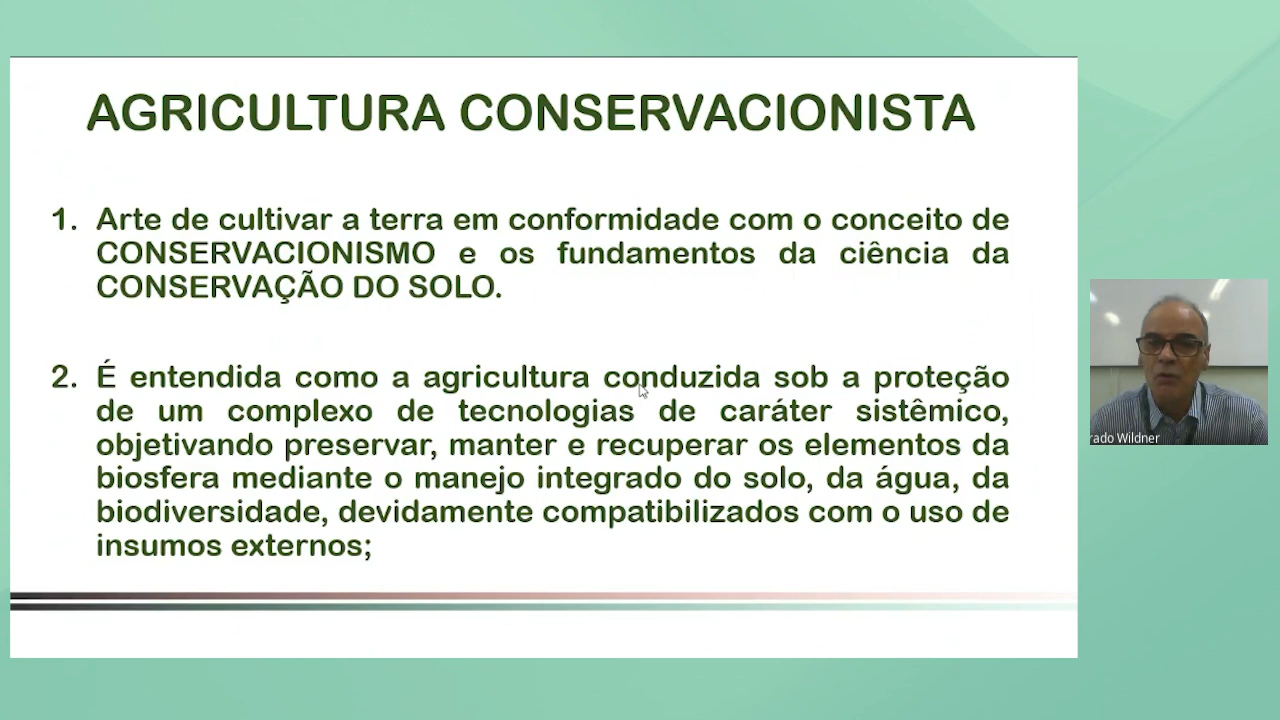 AGRICULTURA CONSERVACIONISTA
1. Arte de cultivar a terra em conformidade com o conceito de
CONSERVACIONISMO e os fundamentos da ciência da
CONSERVAÇÃO DO SOLO.
2. É entendida como a agricultura conduzida sob a proteção
de um complexo de tecnologias de caráter sistêmico,
objetivando preservar, manter e recuperar os elementos da
biosfera mediante o manejo integrado do solo, da água, da
biodiversidade, devidamente compatibilizados com o uso de
insumos externos;
rado Wildner